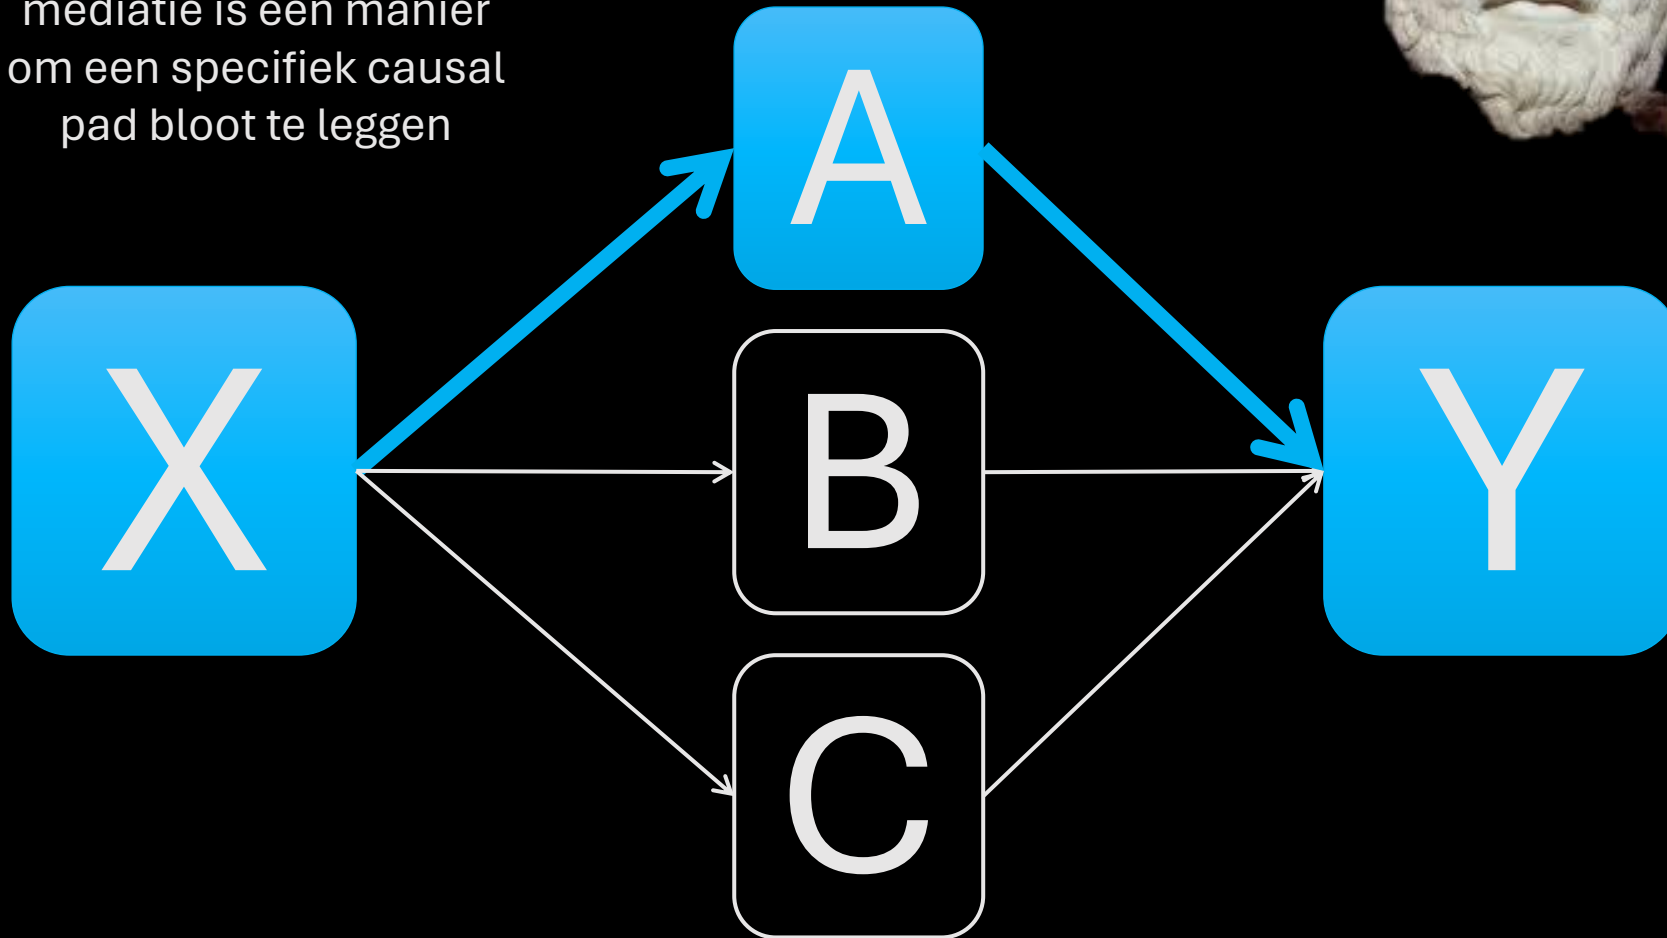 mediatie is een manier
om een specifiek causal
pad bloot te leggen
A
X
B
Y
C